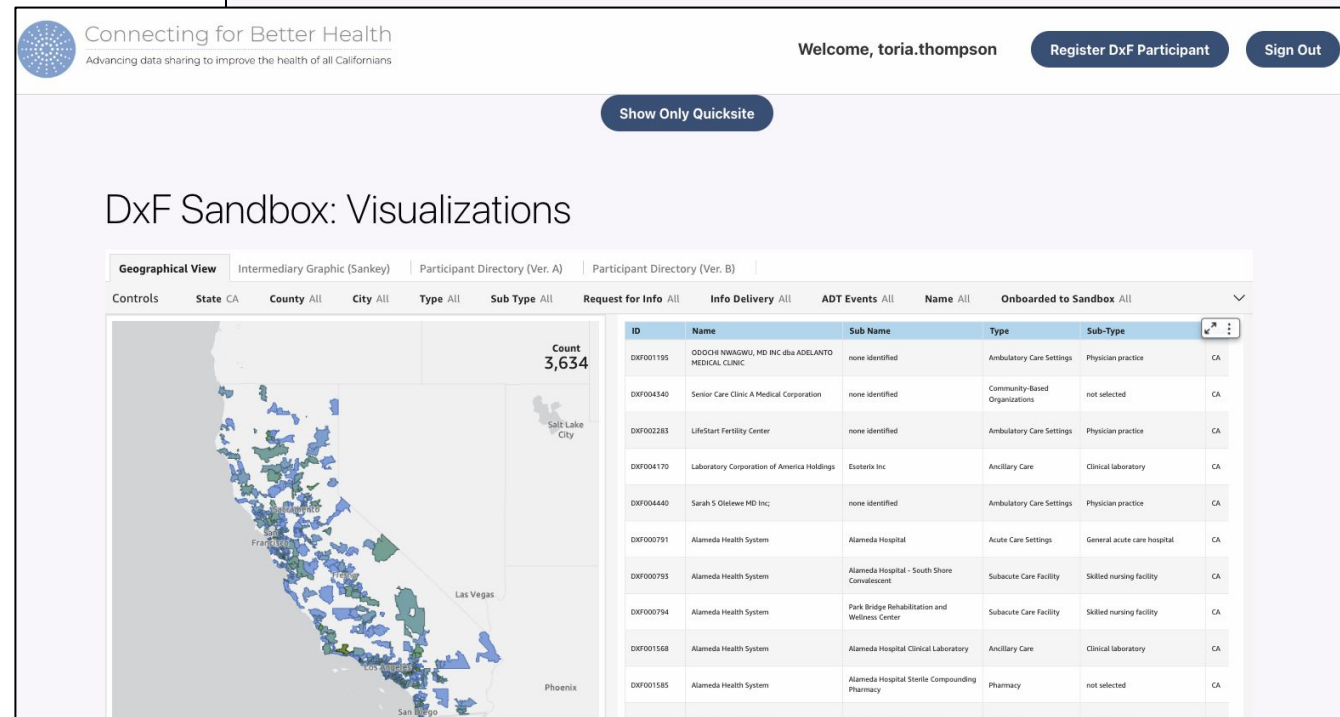 Connecting for Better Health
Advancing data sharing to improve the health of all Californians
Welcome, toria.thompson
Register DxF Participant
Sign Out
Show Only Quicksite
DxF Sandbox: Visualizations
Geographical View
Intermediary Graphic (Sankey)
Participant Directory (Ver. A)
Participant Directory (Ver. B)
Controls State CA County All City All Type All Sub Type All Request for Info All Info Delivery All ADT Events All Name All Onboarded to Sandbox All
Count
3,634
Salt Lake
City
Sacramento
San
Francisco
Fresno
Las Vegas
Los Angeles
Phoenix
San Diego
ID Name Sub Name Type Sub-Type
DXF001195 ODOCHI NWAGWU, MD INC dba ADELANTO MEDICAL CLINIC none identified Ambulatory Care Settings Physician practice CA
DXF004340 Senior Care Clinic A Medical Corporation none identified Community-Based Organizations not selected CA
DXF002283 LifeStart Fertility Center none identified Ambulatory Care Settings Physician practice CA
DXF004170 Laboratory Corporation of America Holdings Esoterix Inc Ancillary Care Clinical laboratory CA
DXF004440 Sarah S Olelewe MD Inc; none identified Ambulatory Care Settings Physician practice CA
DXF000791 Alameda Health System Alameda Hospital Acute Care Settings General acute care hospital CA
DXF000793 Alameda Health System Alameda Hospital - South Shore Convalescent Subacute Care Facility Skilled nursing facility CA
DXF000794 Alameda Health System Park Bridge Rehabilitation and Wellness Center Subacute Care Facility Skilled nursing facility CA
DXF001568 Alameda Health System Alameda Hospital Clinical Laboratory Ancillary Care Clinical laboratory CA
DXF001585 Alameda Health System Alameda Hospital Sterile Compounding Pharmacy Pharmacy not selected CA